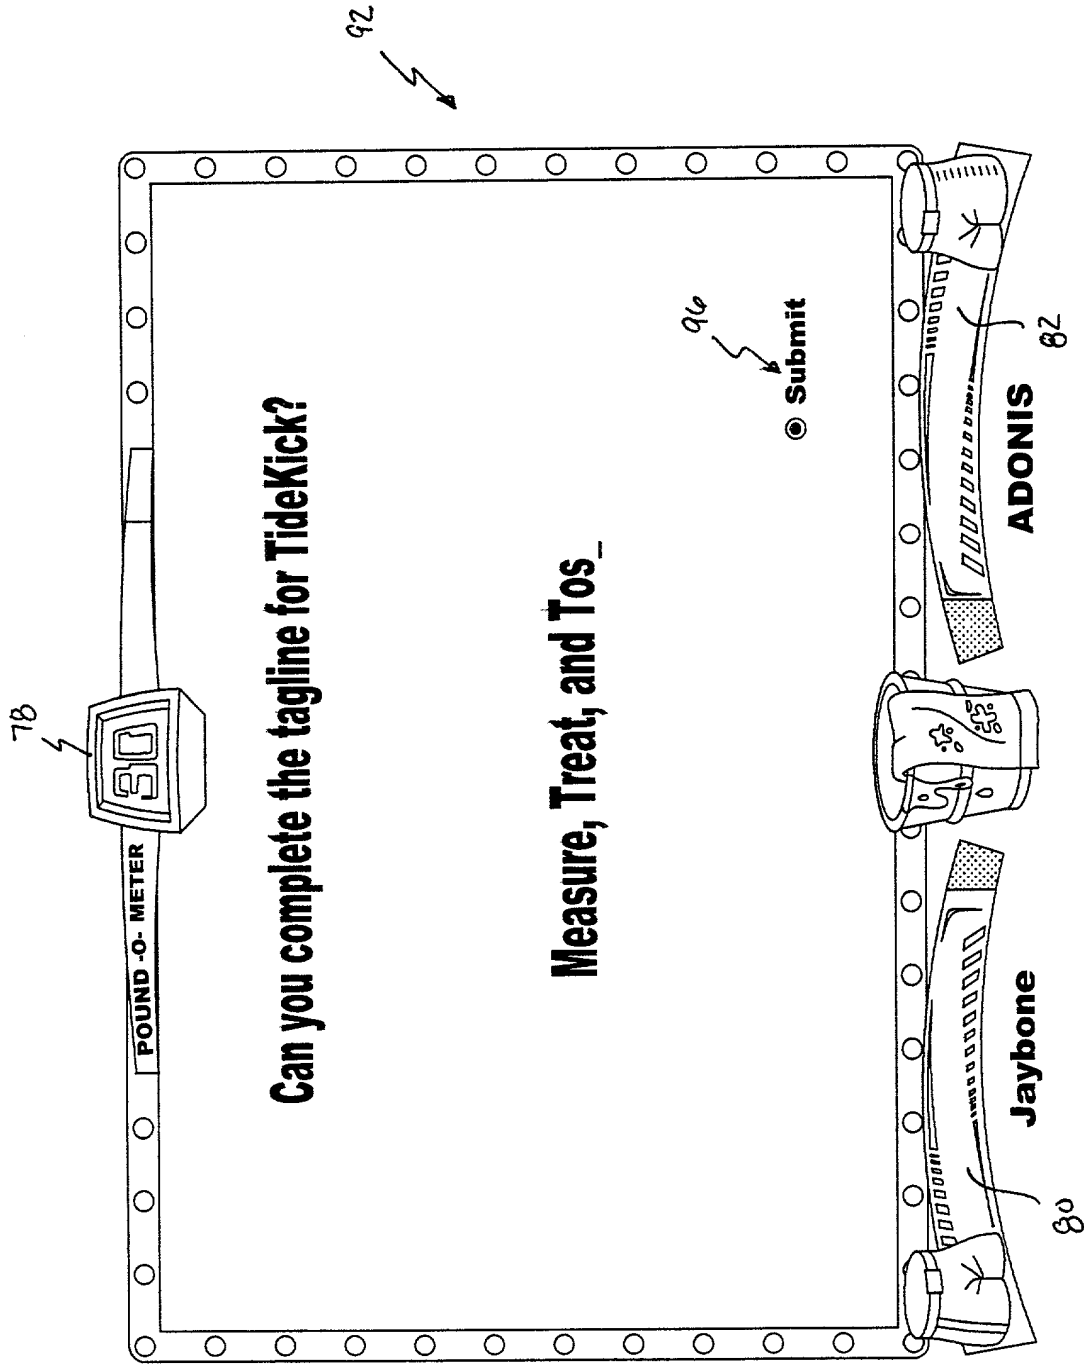 92
78
POUND -O- METER
30
Can you complete the tagline for TideKick?
Measure, Treat, and Tos_
96
Submit
Jaybone
ADONIS
80
82